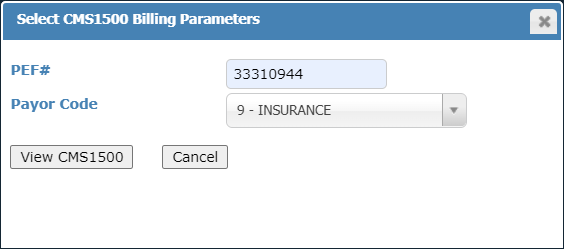 Select CMS1500 Billing Parameters
PEF# 33310944
Payor Code 9 - INSURANCE
View CMS1500 Cancel